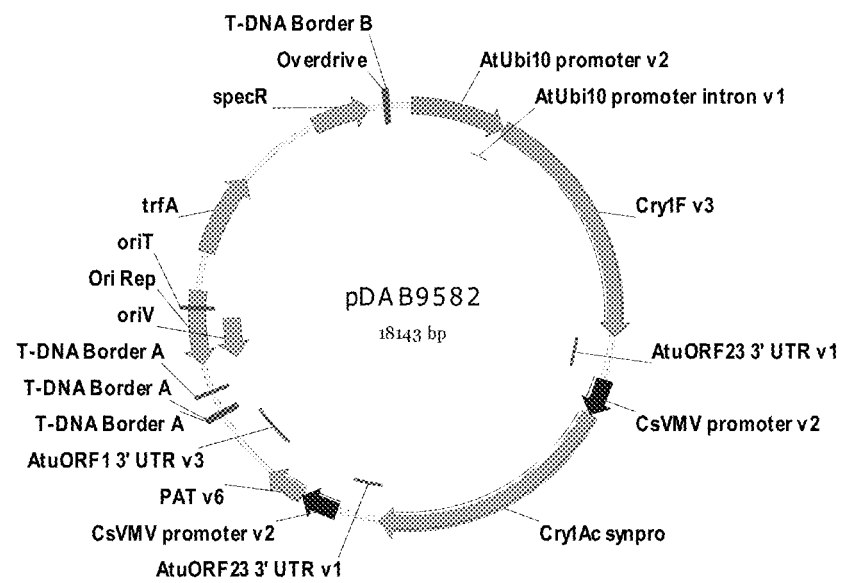 T-DNA Border B
Overdrive
AtUbi10 promoter v2
specR
AtUbi10 promoter intron v1
trfA
Cry1F v3
oriT
Ori Rep
pDAB9582
oriV
18143 bp
T-DNA Border A
AtuORF23 3' UTR v1
T-DNA Border A
T-DNA Border A
CsVMV promoter v2
AtuORF1 3' UTR v3
PAT v6
CsVMV promoter v2
Cry1Ac synpro
AtuORF23 3' UTR v1